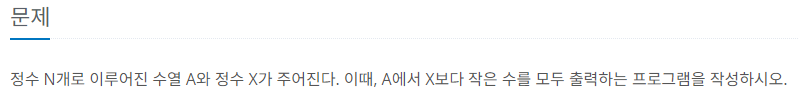 문제
정수 N개로 이루어진 수열 A와 정수 X가 주어진다. 이때, A에서 X보다 작은 수를 모두 출력하는 프로그램을 작성하시오.